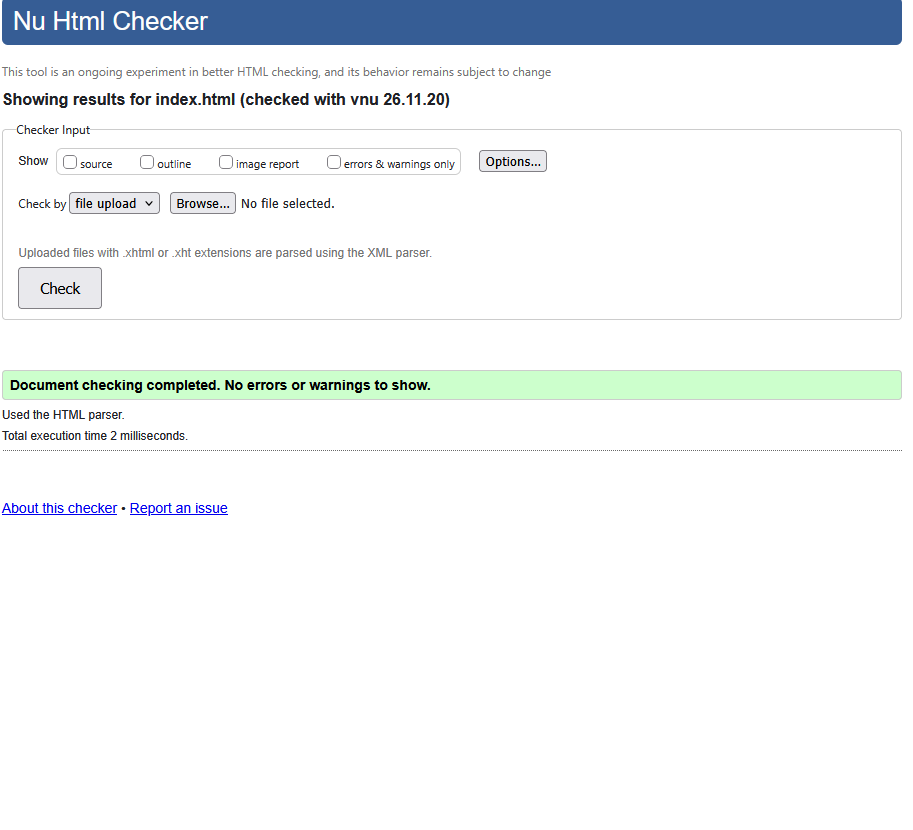 Nu Html Checker
This tool is an ongoing experiment in better HTML checking, and its behavior remains subject to change
Showing results for index.html (checked with vnu 26.11.20)
Checker Input
Show source outline image report errors & warnings only Options...
Check by file upload Browse... No file selected.
Uploaded files with .xhtml or .xht extensions are parsed using the XML parser.
Check
Document checking completed. No errors or warnings to show.
Used the HTML parser.
Total execution time 2 milliseconds.
About this checker • Report an issue